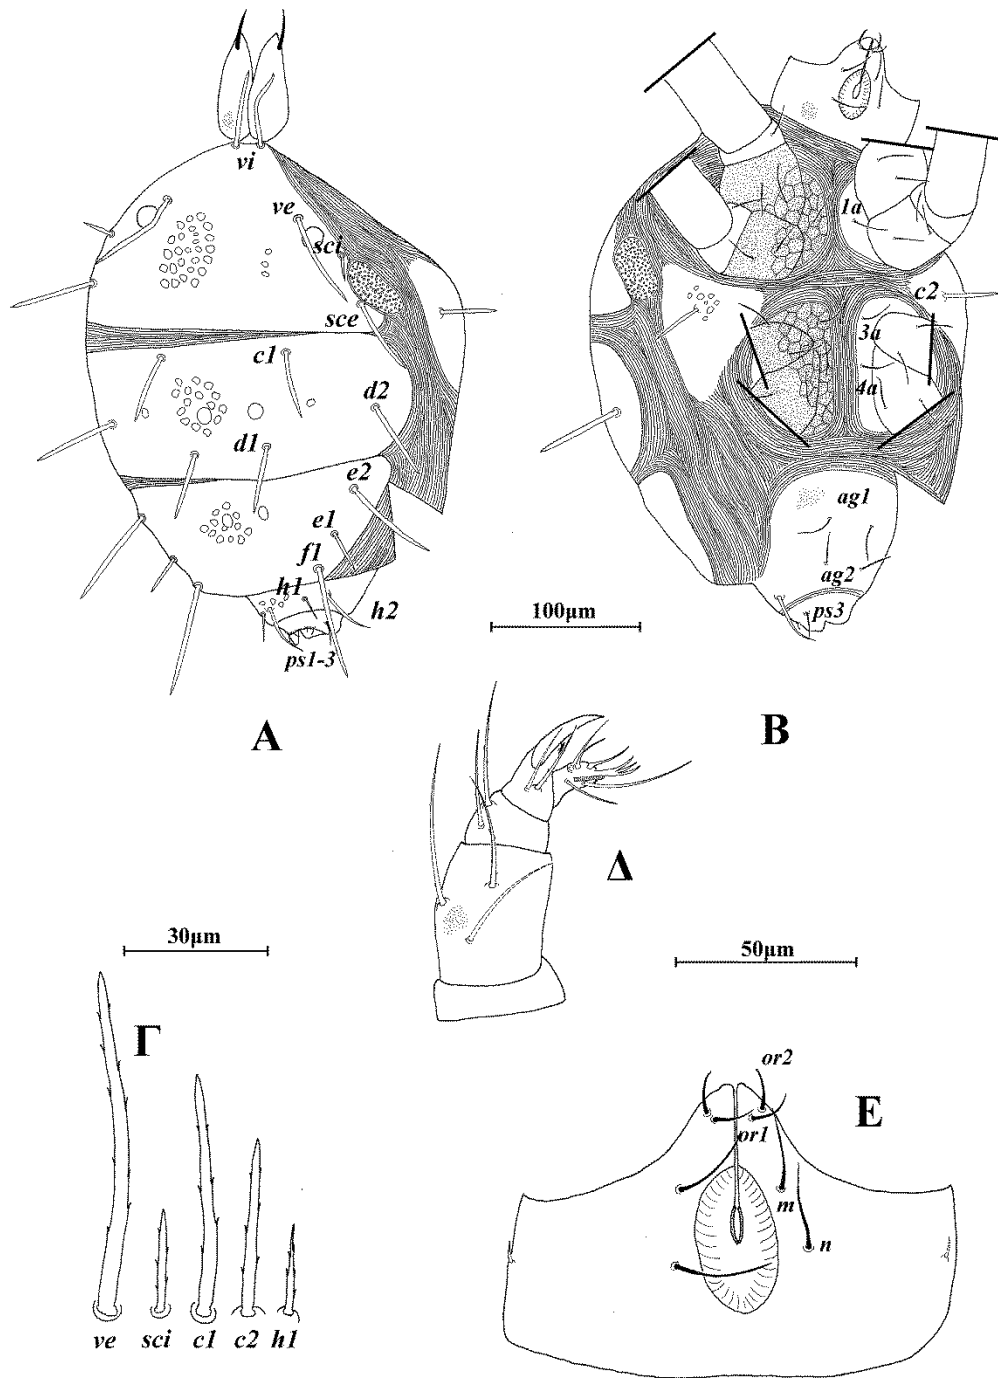 vi
ve
sci
sce
c1
d2
d1
e2
e1
f1
h1
h2
ps1-3
A
1a
c2
3a
4a
ag1
ag2
ps3
B
100μm
Δ
30μm
50μm
Γ
ve sci c1 c2 h1
or2
or1
m
n
E